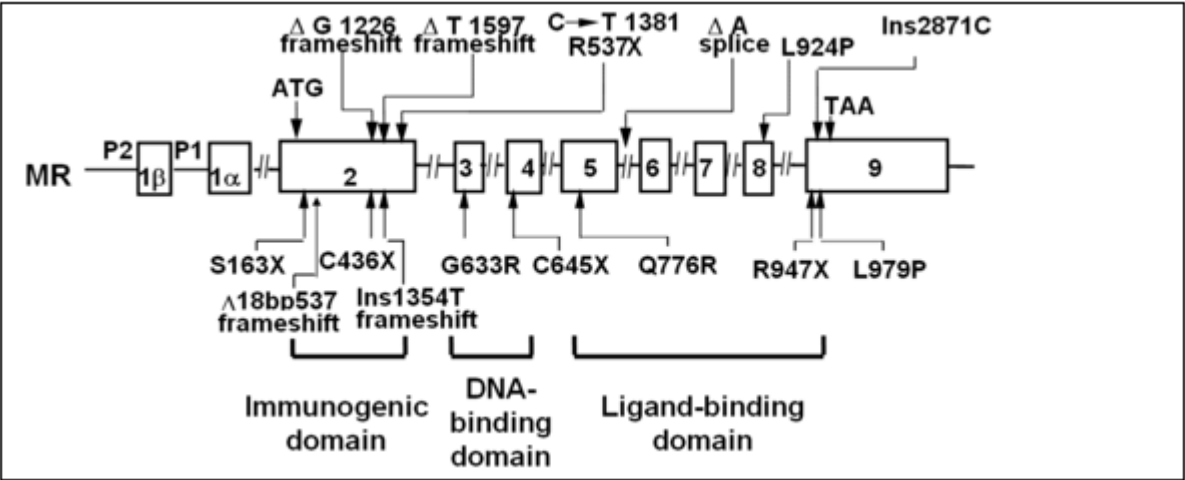 Δ G 1226
frameshift
Δ T 1597
frameshift
C→T 1381
R537X
Δ A
splice
L924P
Ins2871C
ATG
TAA
MR
P2
1β
P1
1α
2
3
4
5
6
7
8
9
S163X
C436X
G633R
C645X
Q776R
R947X
L979P
Δ18bp537
frameshift
Ins1354T
frameshift
Immunogenic
domain
DNA-
binding
domain
Ligand-binding
domain